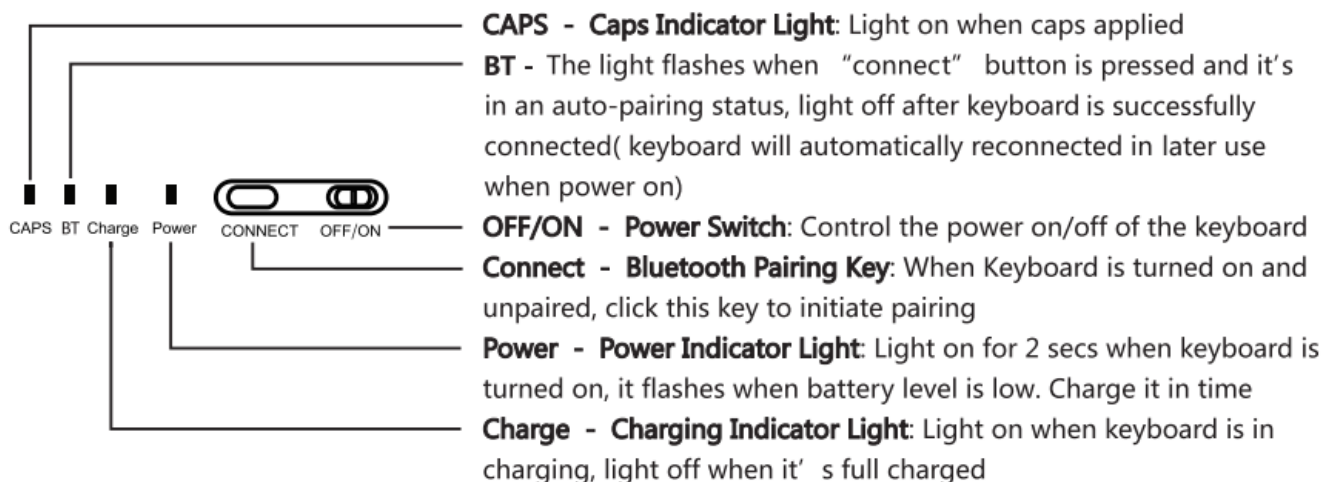 CAPS - Caps Indicator Light: Light on when caps applied
BT - The light flashes when “connect” button is pressed and it's
in an auto-pairing status, light off after keyboard is successfully
connected( keyboard will automatically reconnected in later use
when power on)
CAPS BT Charge Power CONNECT OFF/ON
OFF/ON - Power Switch: Control the power on/off of the keyboard
Connect - Bluetooth Pairing Key: When Keyboard is turned on and
unpaired, click this key to initiate pairing
Power - Power Indicator Light: Light on for 2 secs when keyboard is
turned on, it flashes when battery level is low. Charge it in time
Charge - Charging Indicator Light: Light on when keyboard is in
charging, light off when it’ s full charged